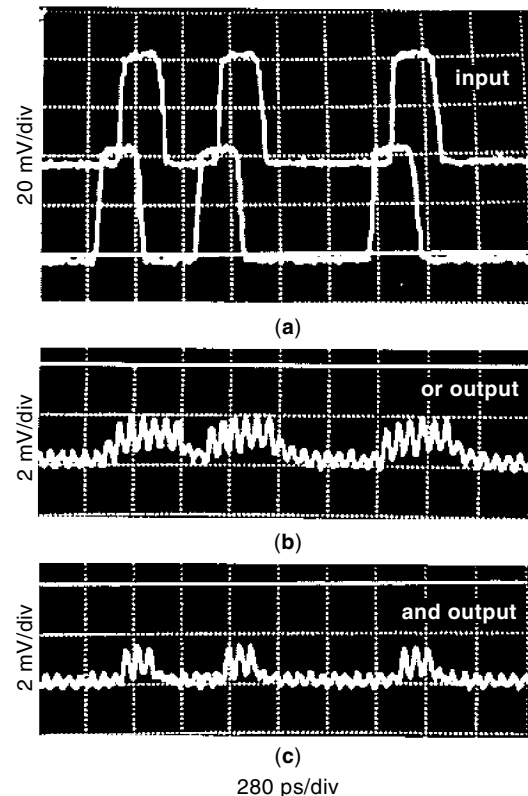 input
20 mV/div
(a)
or output
2 mV/div
(b)
and output
2 mV/div
(c)
280 ps/div